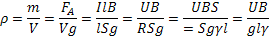 ρ = m/V = F_A/Vg = IlB/lSg = UB/RSg = UBS/=Sgγl = UB/glγ